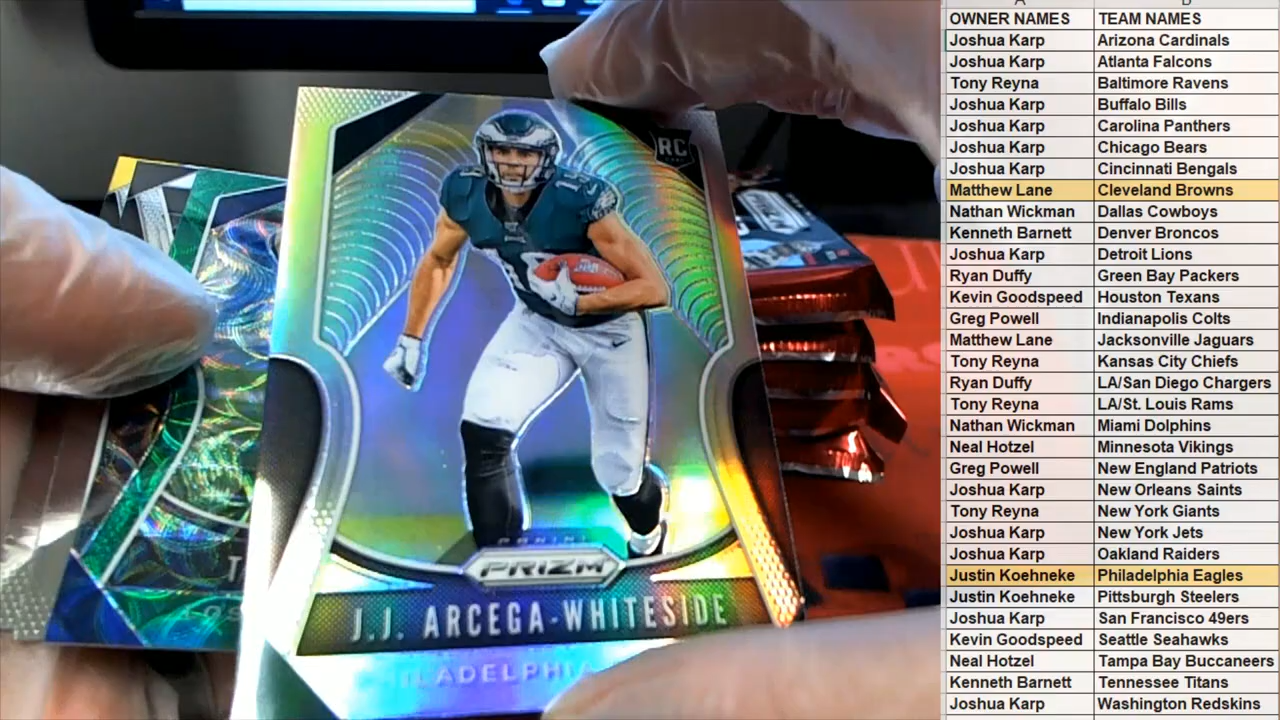 RC
PANINI
PRIZM
J.J. ARCEGA-WHITESIDE
A B
OWNER NAMES TEAM NAMES
Joshua Karp Arizona Cardinals
Joshua Karp Atlanta Falcons
Tony Reyna Baltimore Ravens
Joshua Karp Buffalo Bills
Joshua Karp Carolina Panthers
Joshua Karp Chicago Bears
Joshua Karp Cincinnati Bengals
Matthew Lane Cleveland Browns
Nathan Wickman Dallas Cowboys
Kenneth Barnett Denver Broncos
Joshua Karp Detroit Lions
Ryan Duffy Green Bay Packers
Kevin Goodspeed Houston Texans
Greg Powell Indianapolis Colts
Matthew Lane Jacksonville Jaguars
Tony Reyna Kansas City Chiefs
Ryan Duffy LA/San Diego Chargers
Tony Reyna LA/St. Louis Rams
Nathan Wickman Miami Dolphins
Neal Hotzel Minnesota Vikings
Greg Powell New England Patriots
Joshua Karp New Orleans Saints
Tony Reyna New York Giants
Joshua Karp New York Jets
Joshua Karp Oakland Raiders
Justin Koehneke Philadelphia Eagles
Justin Koehneke Pittsburgh Steelers
Joshua Karp San Francisco 49ers
Kevin Goodspeed Seattle Seahawks
Neal Hotzel Tampa Bay Buccaneers
Kenneth Barnett Tennessee Titans
Joshua Karp Washington Redskins